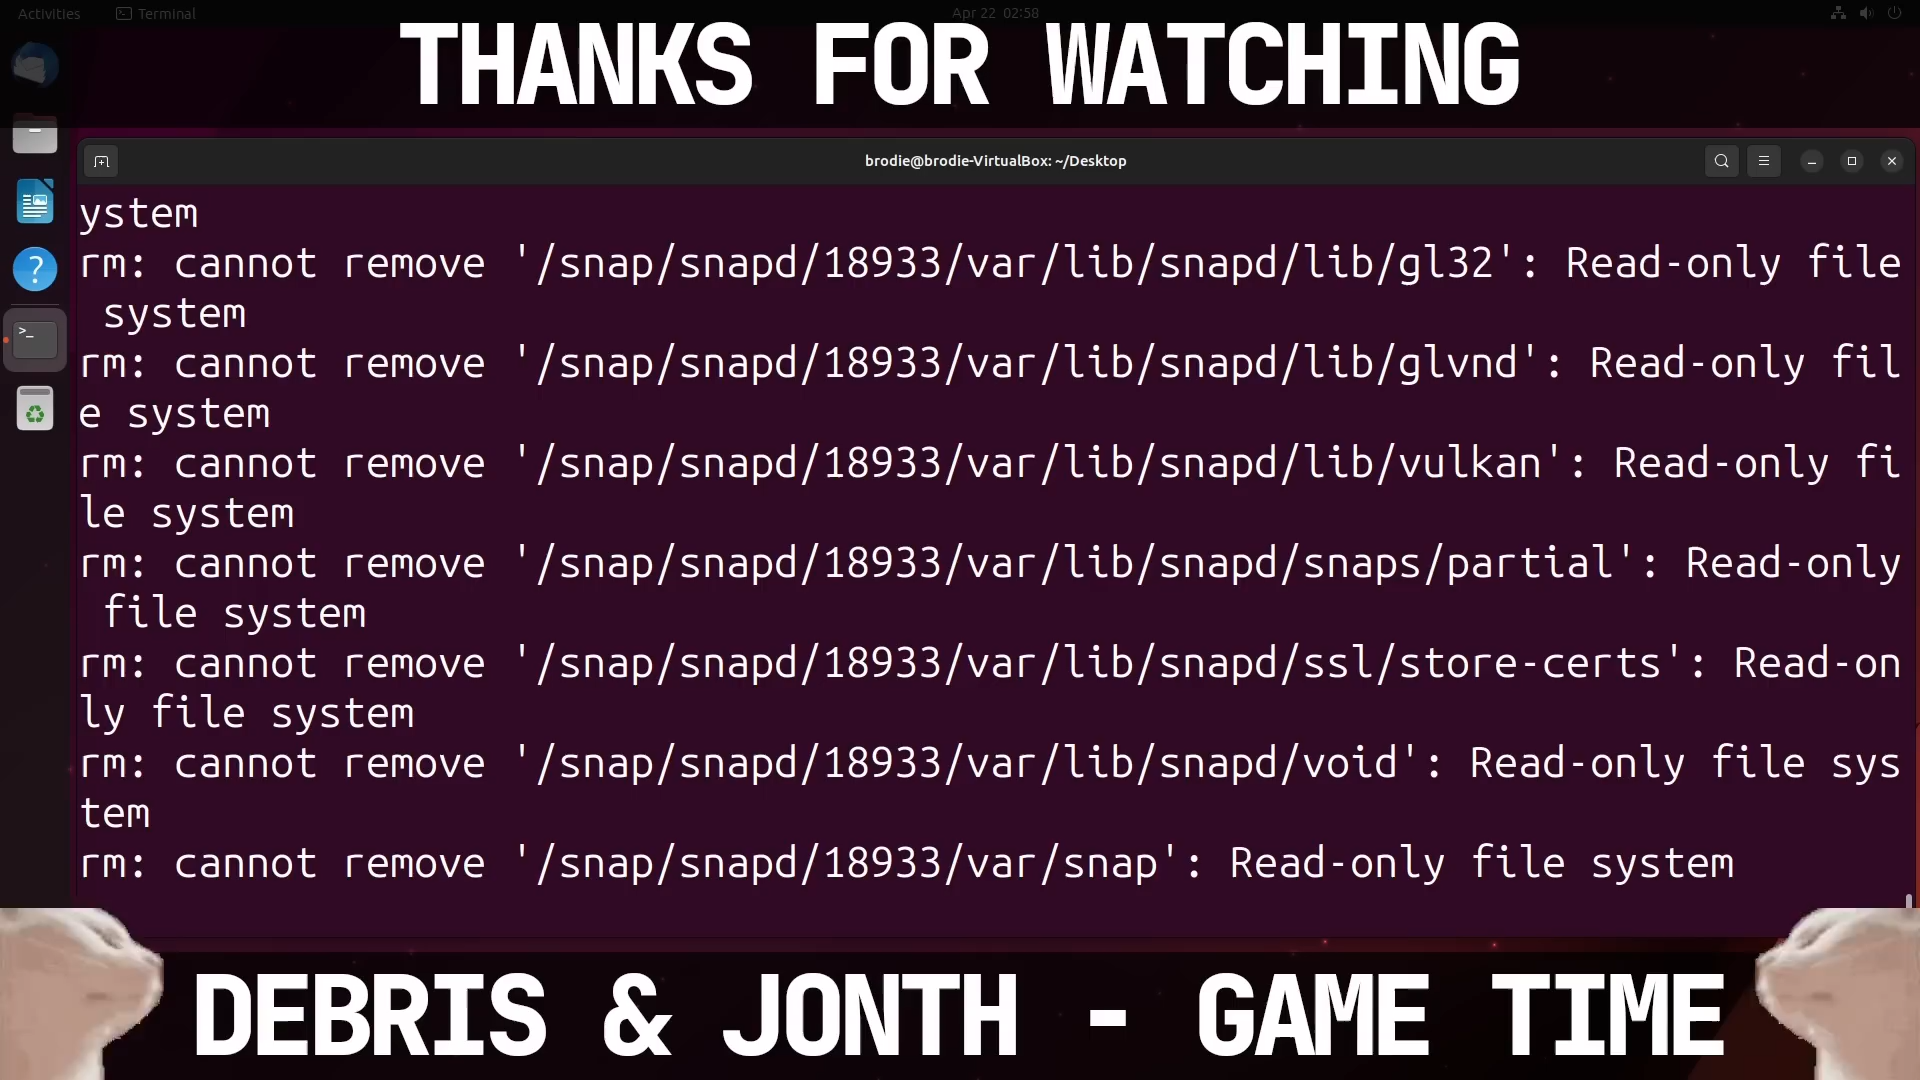 Activities Terminal Apr 22 02:58
THANKS FOR WATCHING
brodie@brodie-VirtualBox: ~/Desktop
ystem
rm: cannot remove '/snap/snapd/18933/var/lib/snapd/lib/gl32': Read-only file
 system
rm: cannot remove '/snap/snapd/18933/var/lib/snapd/lib/glvnd': Read-only fil
e system
rm: cannot remove '/snap/snapd/18933/var/lib/snapd/lib/vulkan': Read-only fi
le system
rm: cannot remove '/snap/snapd/18933/var/lib/snapd/snaps/partial': Read-only
 file system
rm: cannot remove '/snap/snapd/18933/var/lib/snapd/ssl/store-certs': Read-on
ly file system
rm: cannot remove '/snap/snapd/18933/var/lib/snapd/void': Read-only file sys
tem
rm: cannot remove '/snap/snapd/18933/var/snap': Read-only file system
DEBRIS & JONTH - GAME TIME